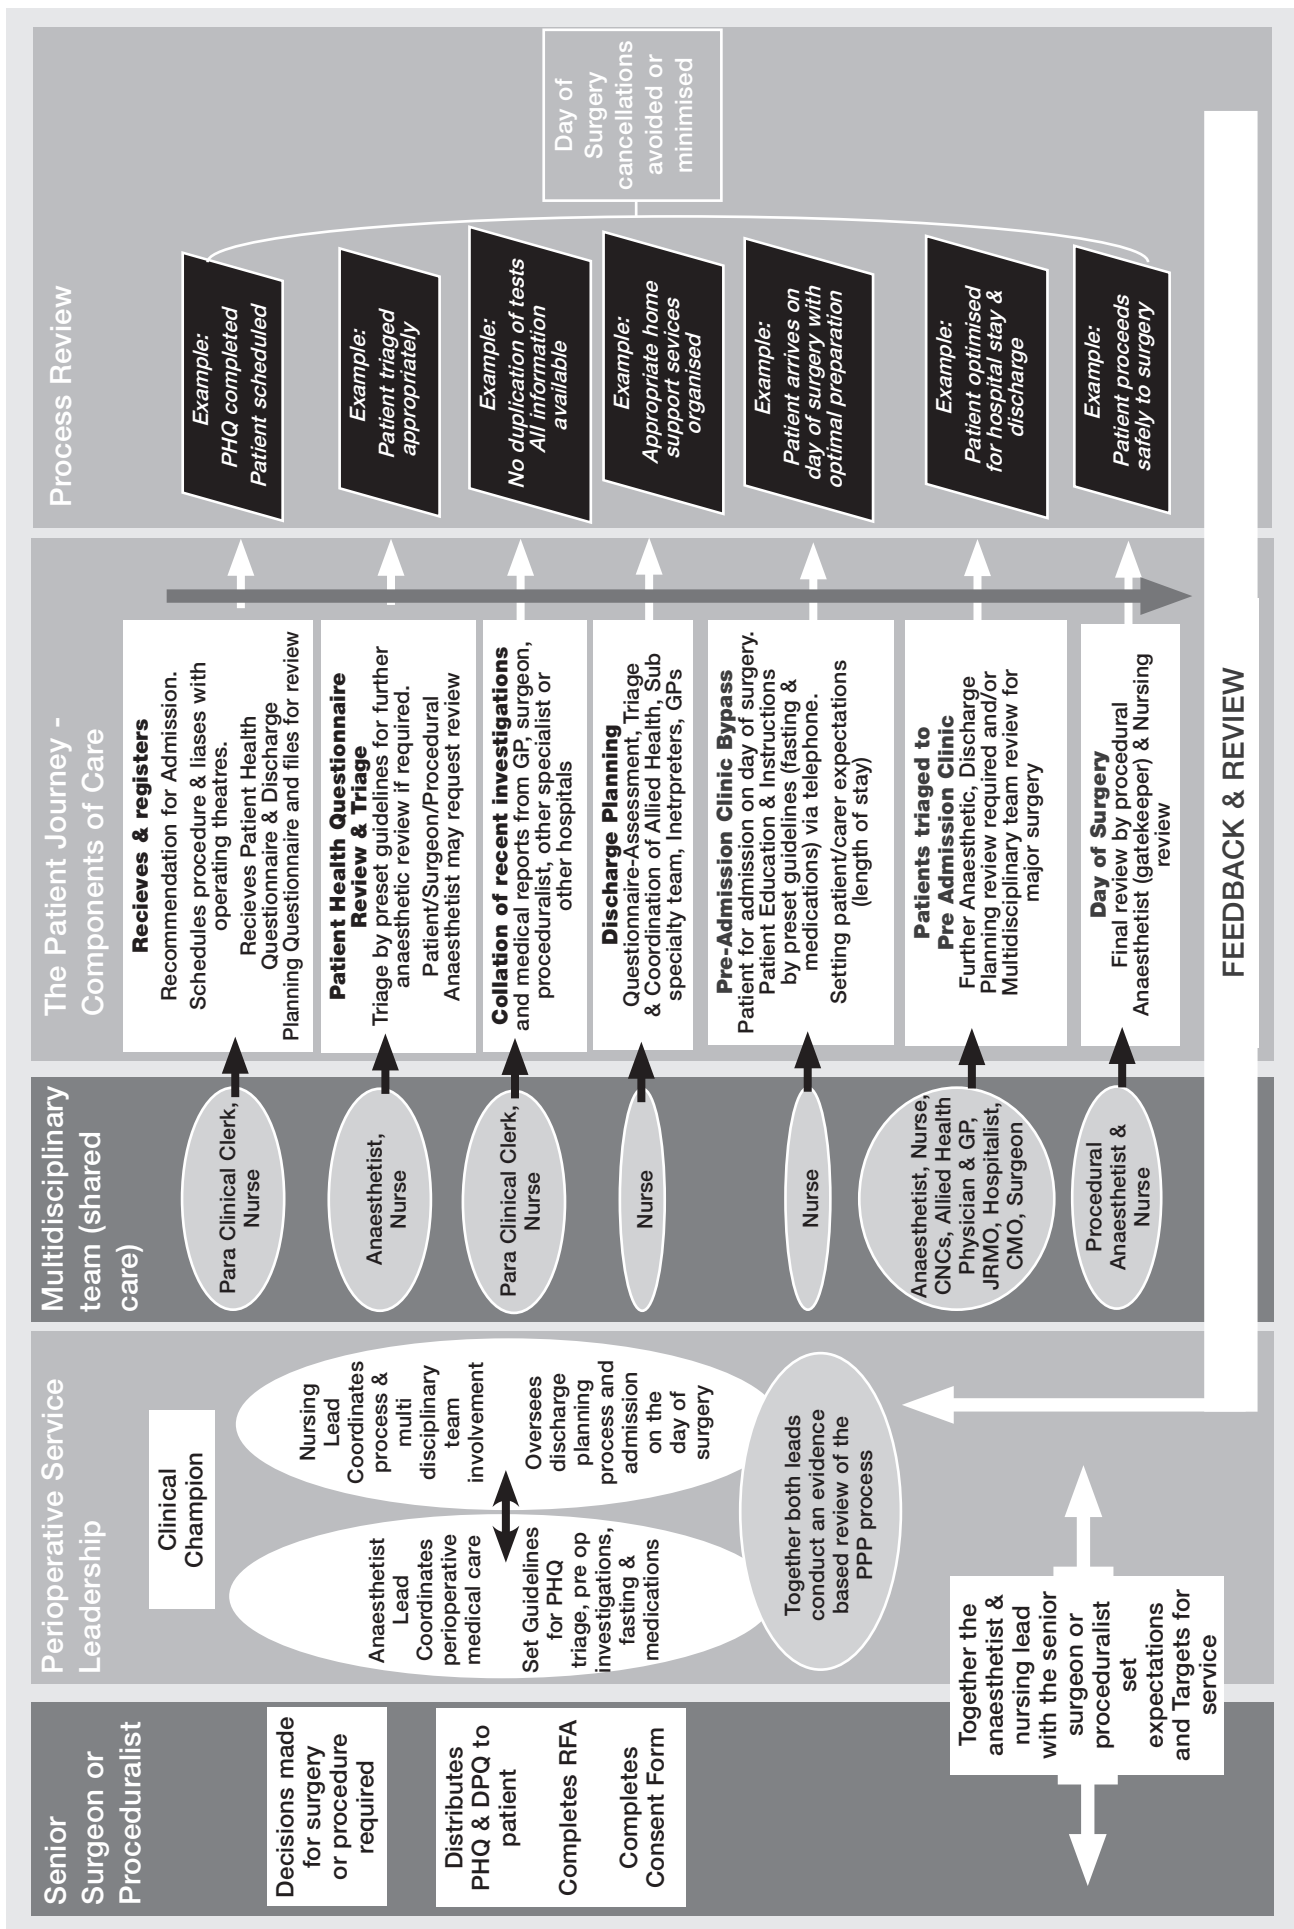 Senior
Surgeon or
Proceduralist
Decisions made
for surgery
or procedure
required
Distributes
PHQ & DPQ to
patient
Completes RFA
Completes
Consent Form
Together the
anaesthetist &
nursing lead
with the senior
surgeon or
proceduralist
set
expectations
and Targets for
service
Perioperative Service
Leadership
Clinical
Champion
Anaesthetist
Lead
Coordinates
perioperative
medical care
Set Guidelines
for PHQ
triage, pre op
investigations,
fasting &
medications
Nursing
Lead
Coordinates
process &
multi
disciplinary
team
involvement
Oversees
discharge
planning
process and
admission
on the
day of
surgery
Together both leads
conduct an evidence
based review of the
PPP process
Multidisciplinary
team (shared
care)
Para Clinical Clerk,
Nurse
Anaesthetist,
Nurse
Para Clinical Clerk,
Nurse
Nurse
Nurse
Anaesthetist, Nurse,
CNCs, Allied Health
Physician & GP,
JRMO, Hospitalist,
CMO, Surgeon
Procedural
Anaesthetist &
Nurse
The Patient Journey -
Components of Care
Recieves & registers
Recommendation for Admission.
Schedules procedure & liases with
operating theatres.
Recieves Patient Health
Questionnaire & Discharge
Planning Questionnaire and files for review
Patient Health Questionnaire
Review & Triage
Triage by preset guidelines for further
anaesthetic review if required.
Patient/Surgeon/Procedural
Anaesthetist may request review
Collation of recent investigations
and medical reports from GP, surgeon,
proceduralist, other specialist or
other hospitals
Discharge Planning
Questionnaire-Assessment, Triage
& Coordination of Allied Health, Sub
specialty team, Inetrpreters, GPs
Pre-Admission Clinic Bypass
Patient for admission on day of surgery.
Patient Education & Instructions
by preset guidelines (fasting &
medications) via telephone.
Setting patient/carer expectations
(length of stay)
Patients triaged to
Pre Admission Clinic
Further Anaesthetic, Discharge
Planning review required and/or
Multidisciplinary team review for
major surgery
Day of Surgery
Final review by procedural
Anaesthetist (gatekeeper) & Nursing
review
Process Review
Example:
PHQ completed
Patient scheduled
Example:
Patient triaged
appropriately
Example:
No duplication of tests
All information
available
Example:
Appropriate home
support sevices
organised
Example:
Patient arrives on
day of surgery with
optimal preparation
Example:
Patient optimised
for hospital stay &
discharge
Example:
Patient proceeds
safely to surgery
Day of
Surgery
cancellations
avoided or
minimised
FEEDBACK & REVIEW